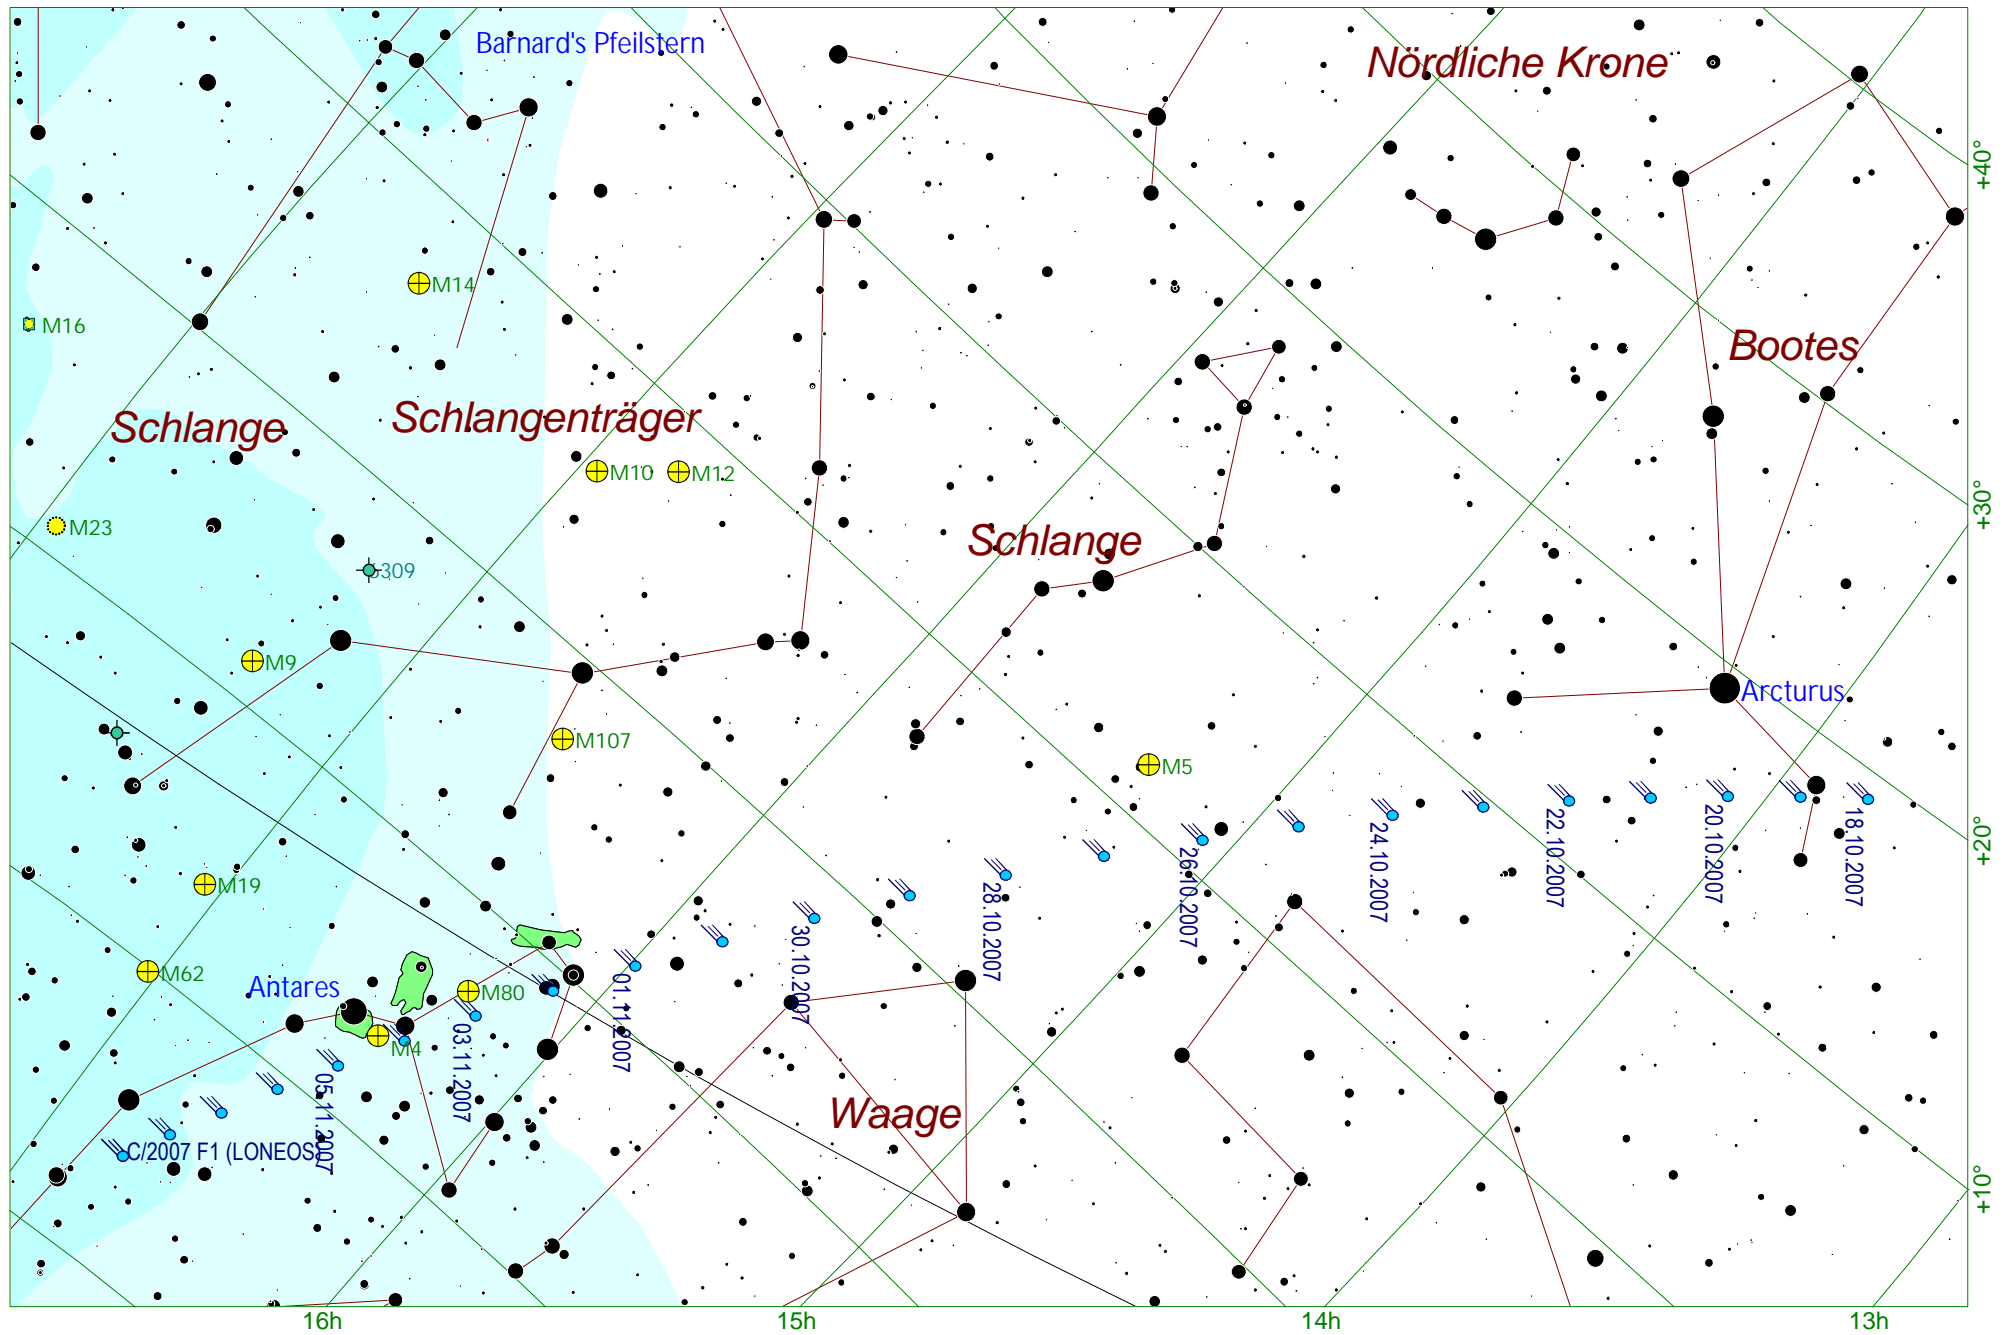 Barnard's Pfeilstern
Nördliche Krone
+40°
M14
M16
Bootes
Schlange
Schlangenträger
M10
M12
+30°
M23
Schlange
6309
M9
Arcturus
M107
M5
18.10.2007
20.10.2007
22.10.2007
24.10.2007
26.10.2007
28.10.2007
30.10.2007
01.11.2007
03.11.2007
05.11.2007
+20°
M19
M62
Antares
M80
M4
Waage
C/2007 F1 (LONEOS)
+10°
16h
15h
14h
13h